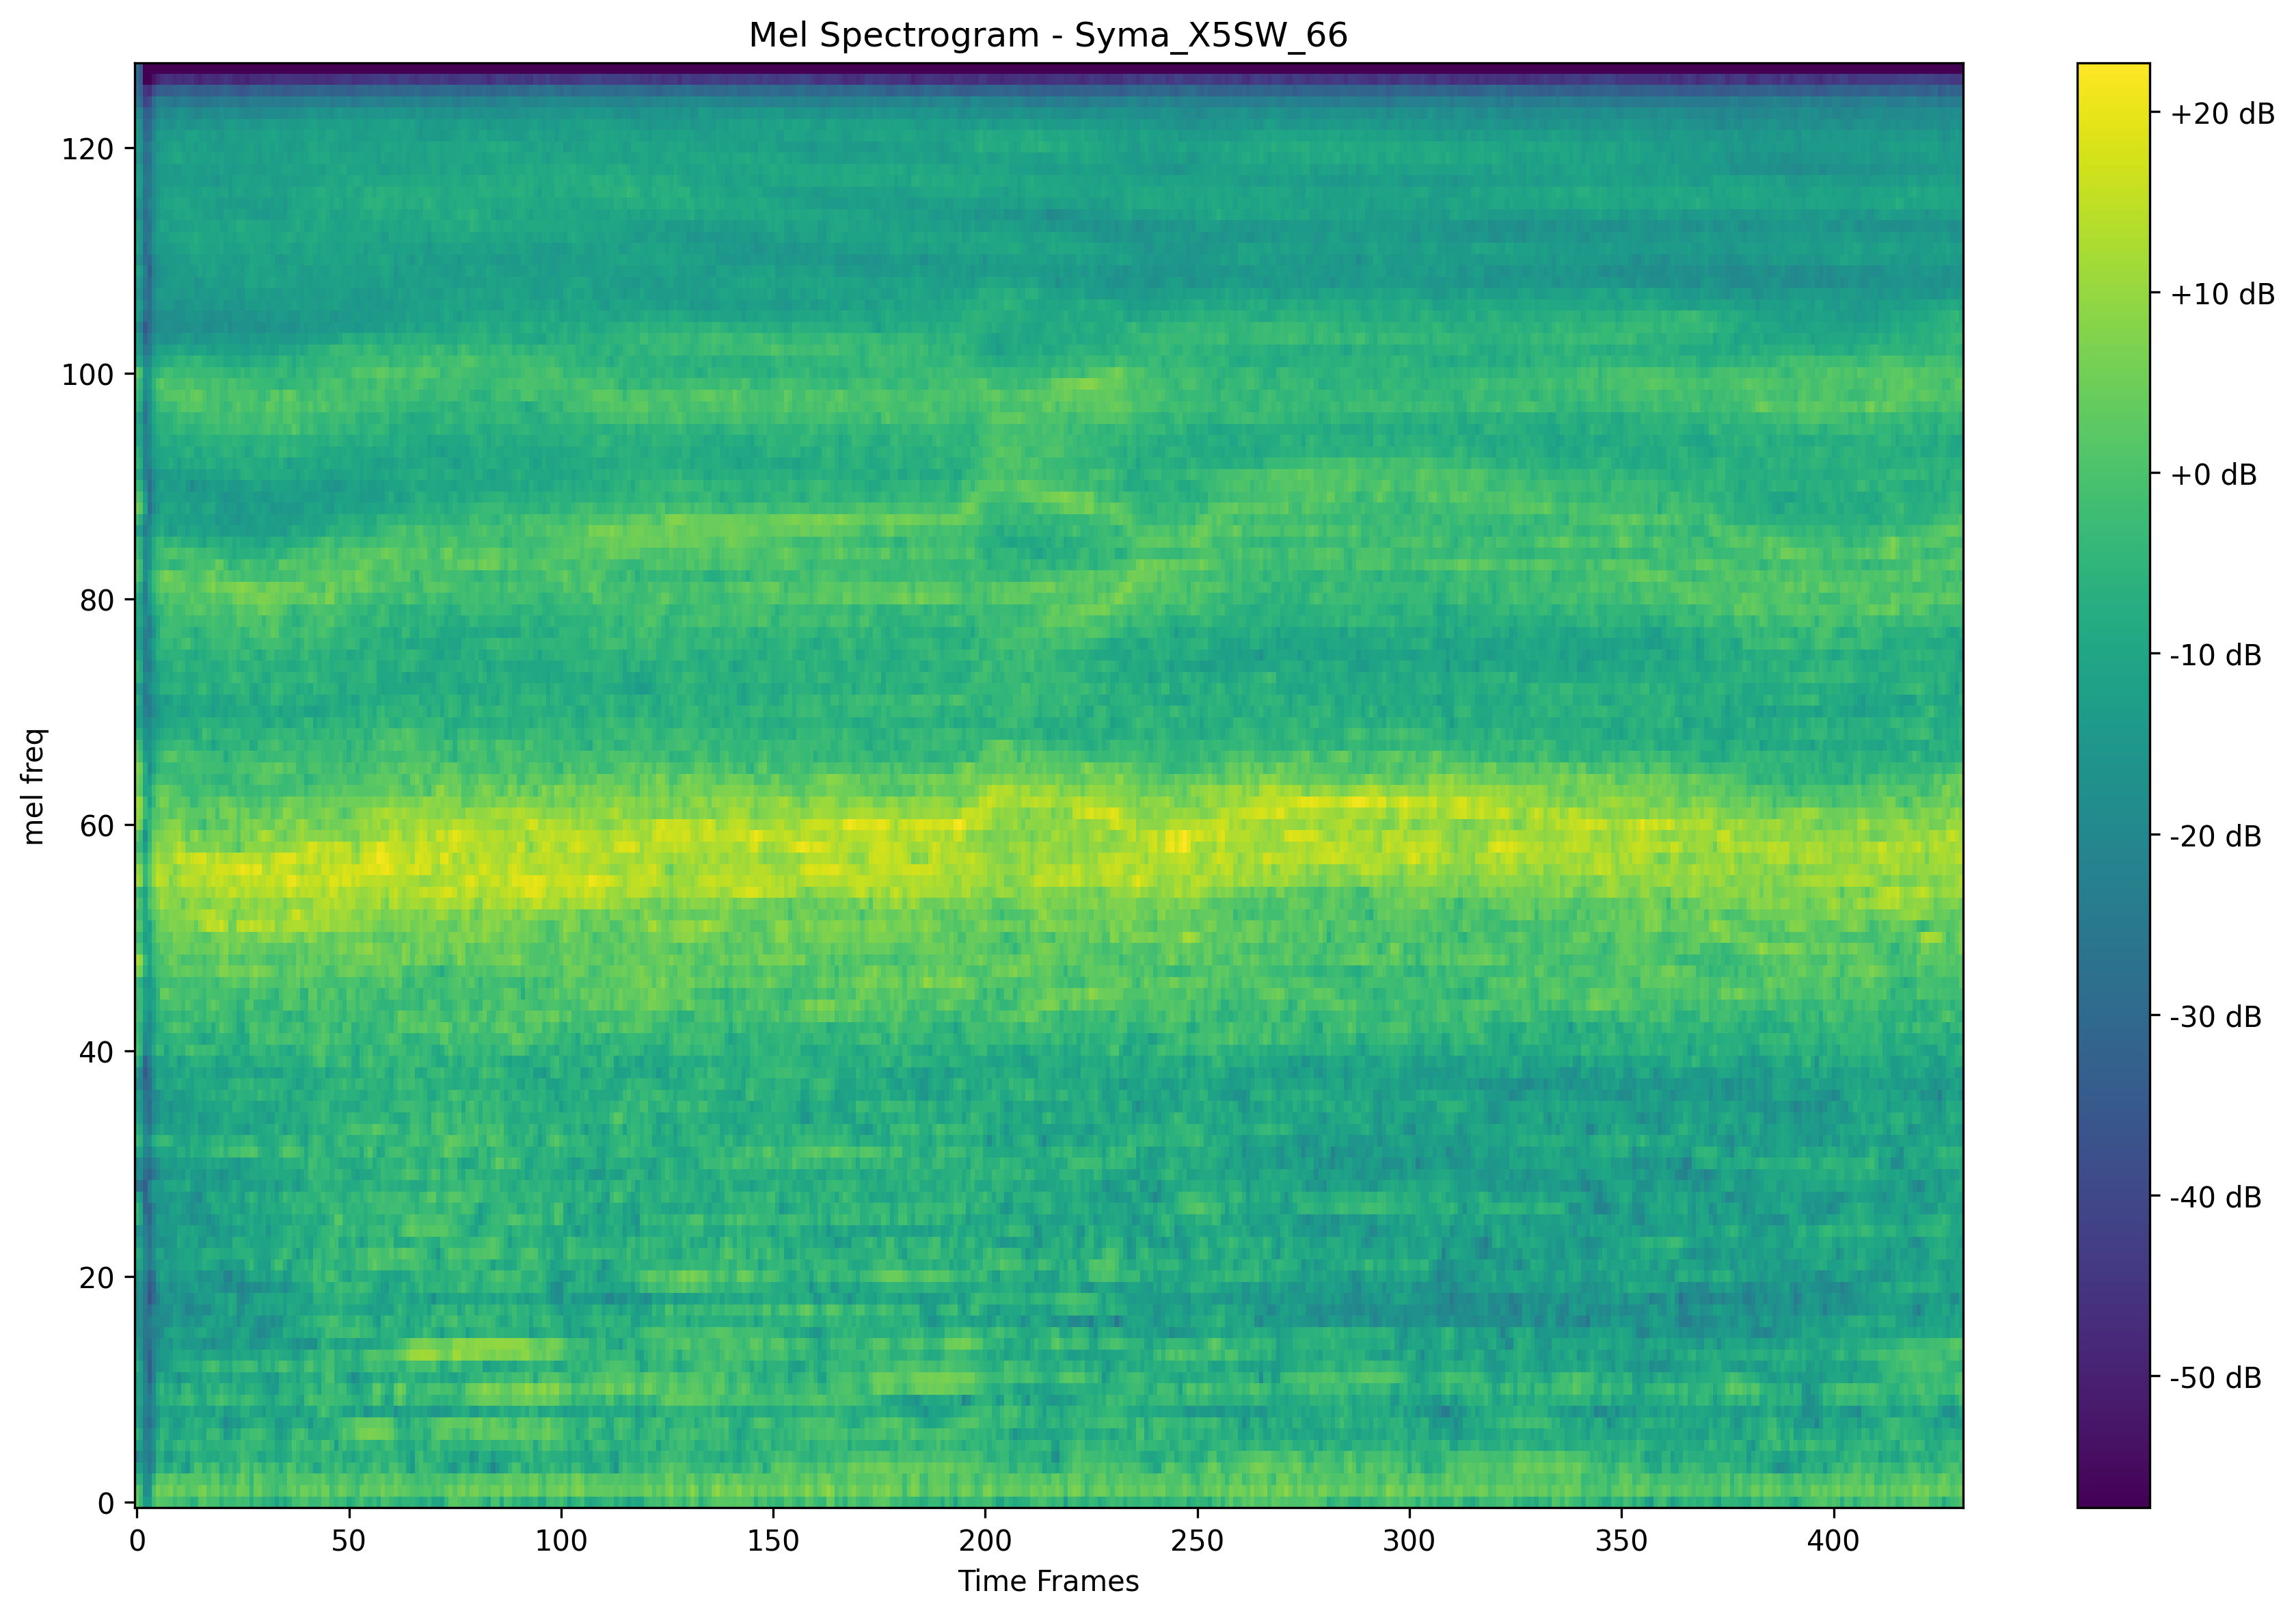 Mel Spectrogram - Syma_X5SW_66
mel freq
120
100
80
60
40
20
0
0 50 100 150 200 250 300 350 400
Time Frames
+20 dB
+10 dB
+0 dB
-10 dB
-20 dB
-30 dB
-40 dB
-50 dB